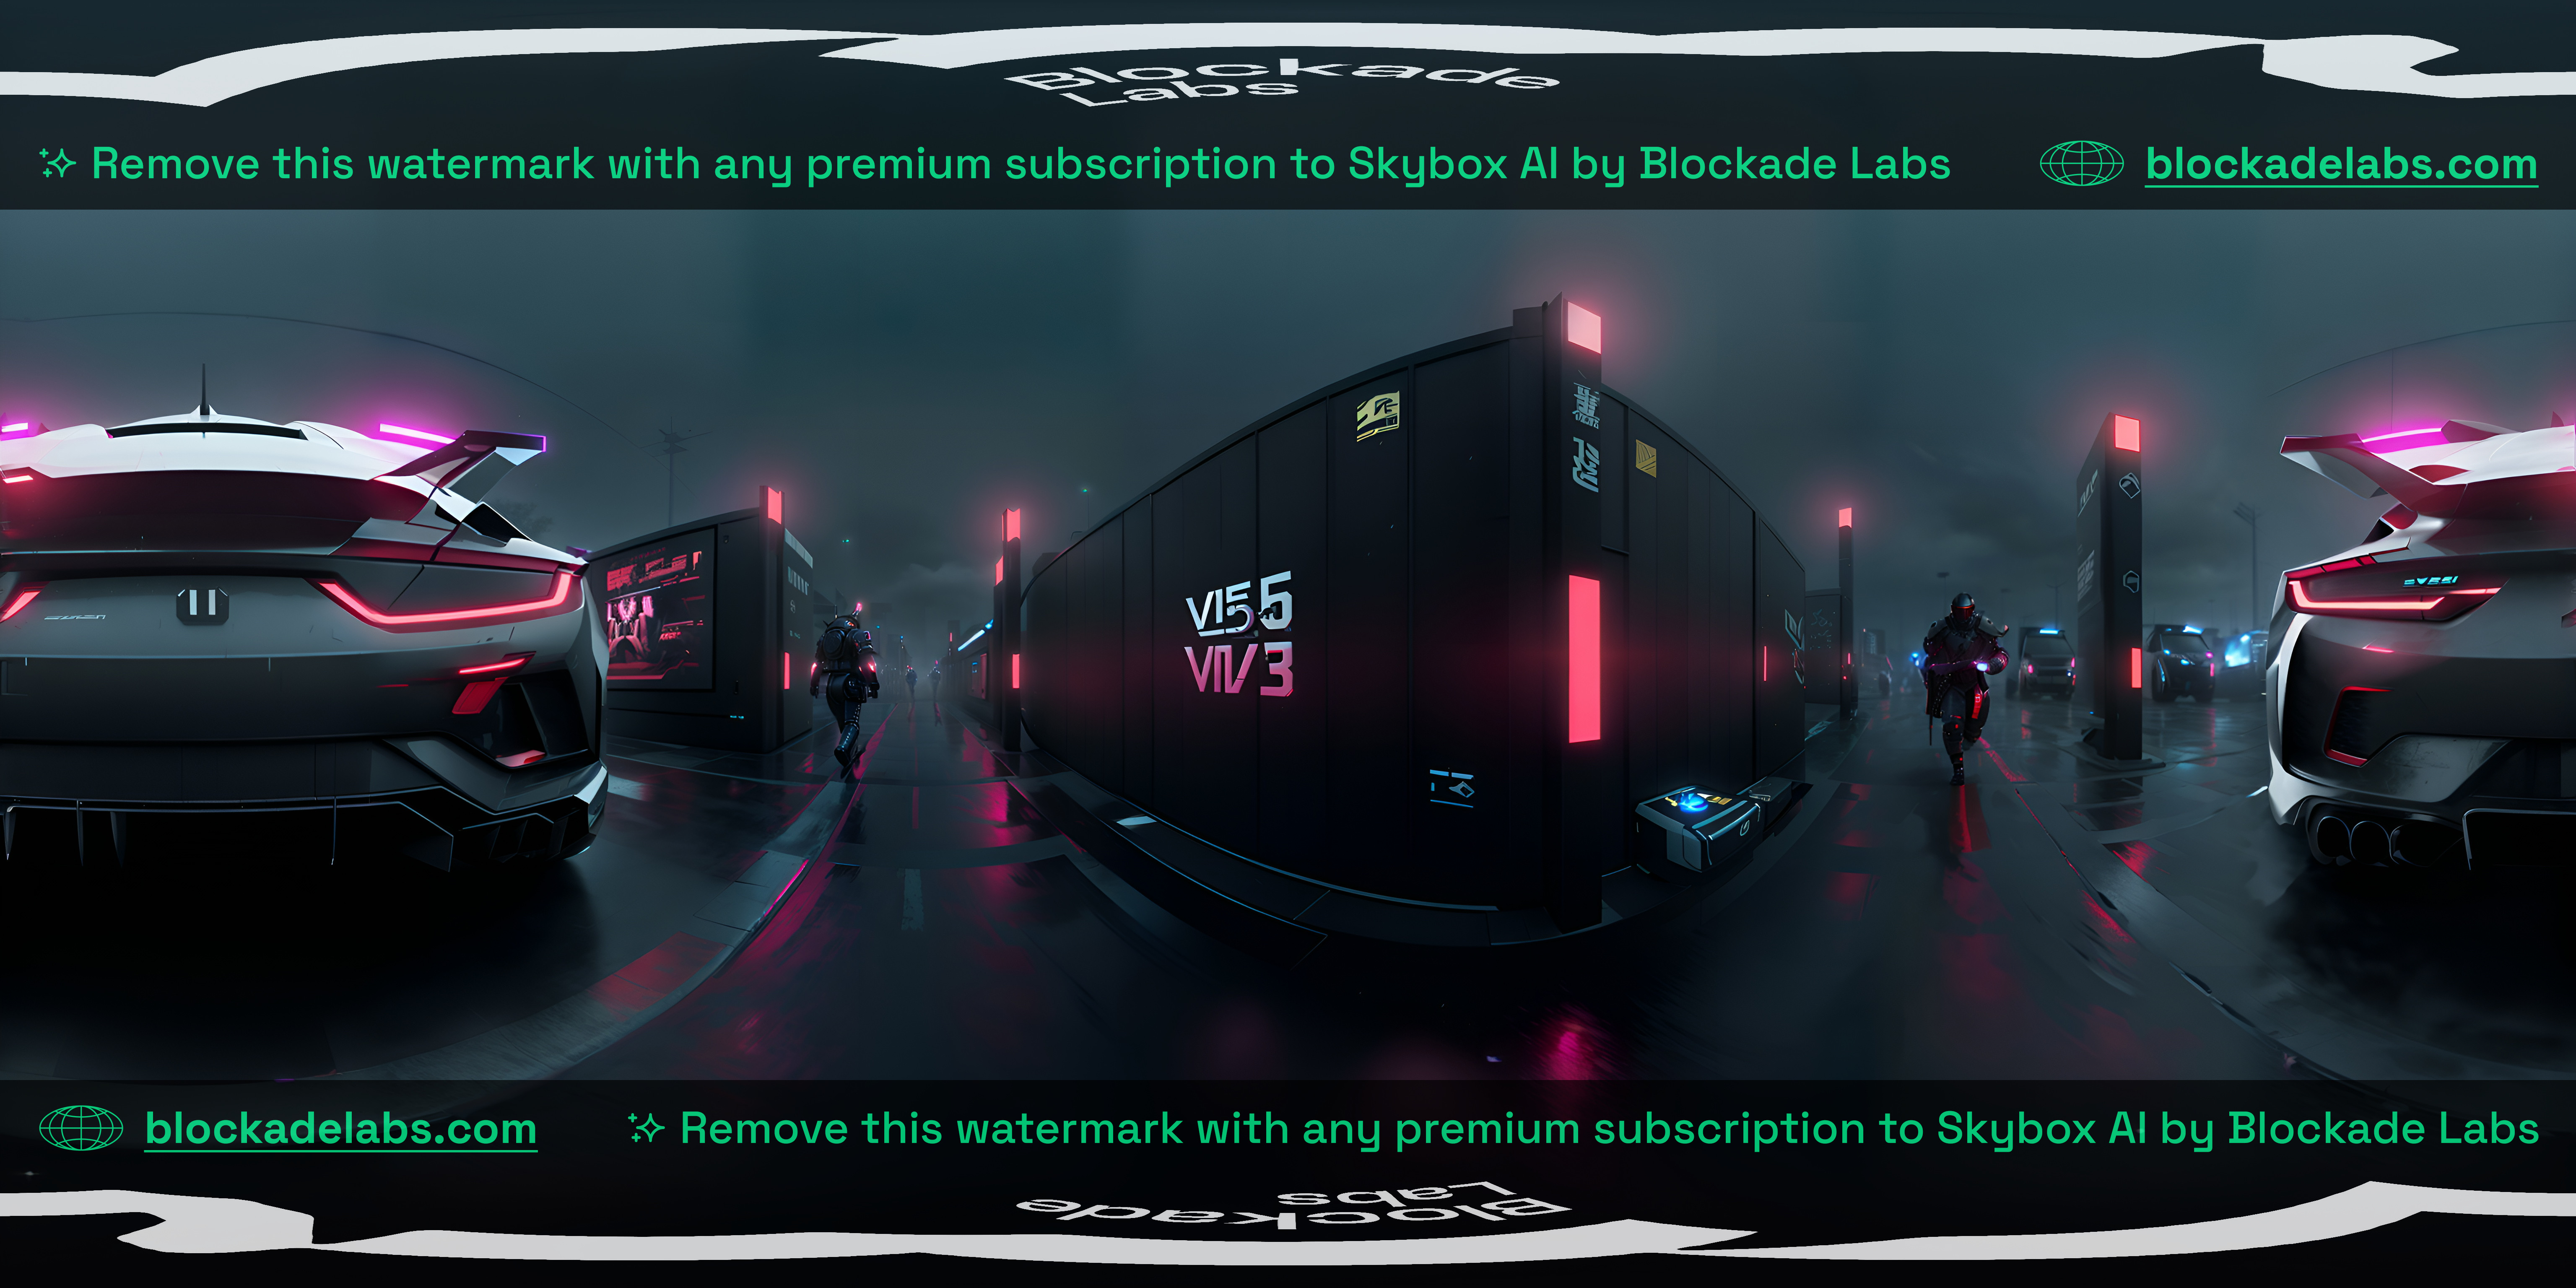 Blockade
Labs
Remove this watermark with any premium subscription to Skybox AI by Blockade Labs
blockadelabs.com
VI55
VIV3
blockadelabs.com
Remove this watermark with any premium subscription to Skybox AI by Blockade Labs
Labs
Blockade